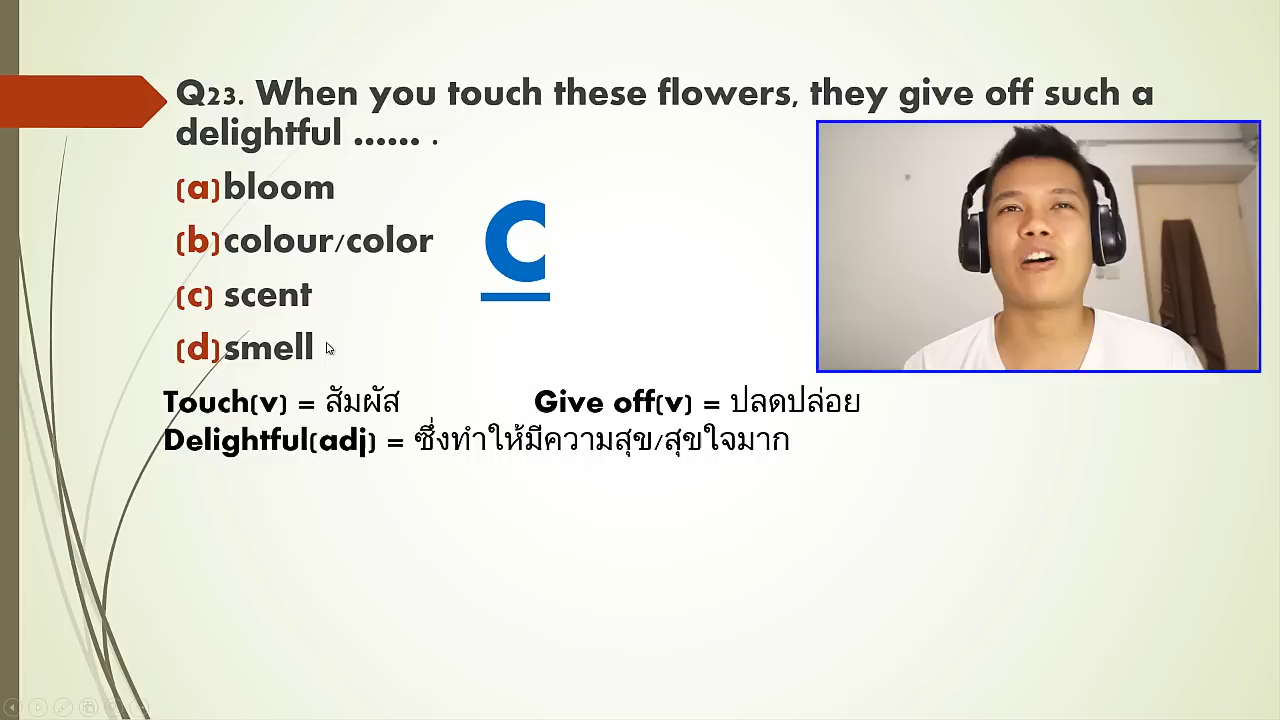 Q23. When you touch these flowers, they give off such a
delightful ...... .
(a)bloom
(b)colour/color
(c) scent
(d)smell
C
Touch(v) = สัมผัส Give off(v) = ปลดปล่อย
Delightful(adj) = ซึ่งทำให้มีความสุข/สุขใจมาก